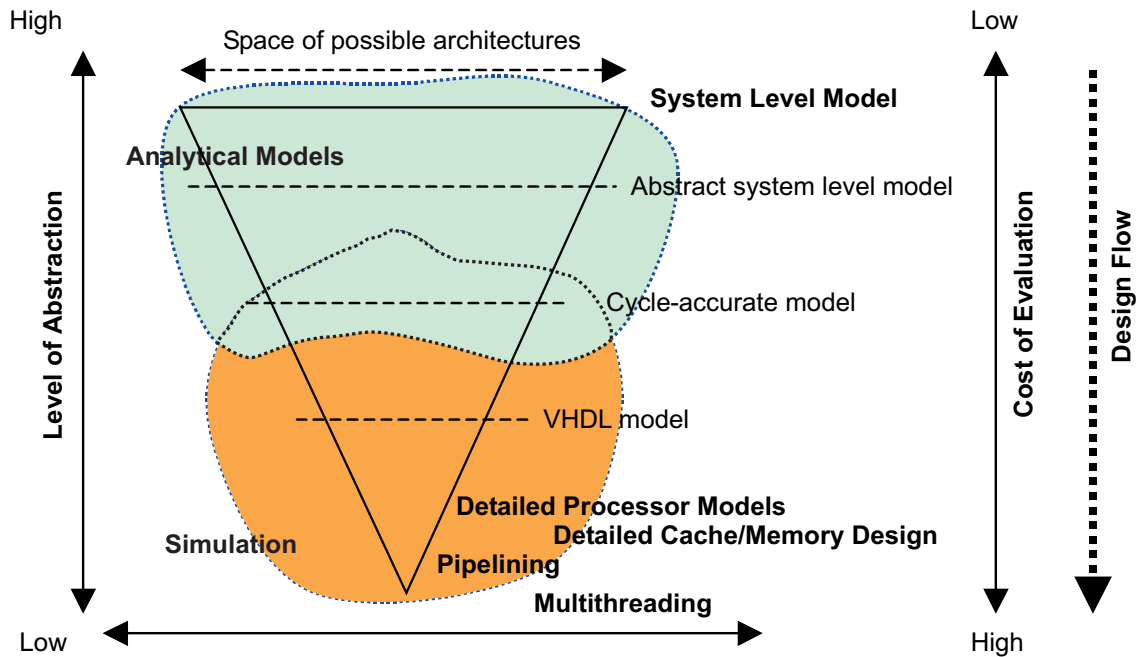 High
Low
Space of possible architectures
System Level Model
Analytical Models
Abstract system level model
Level of Abstraction
Cost of Evaluation
Design Flow
Cycle-accurate model
VHDL model
Detailed Processor Models
Detailed Cache/Memory Design
Simulation
Pipelining
Multithreading
Low
High